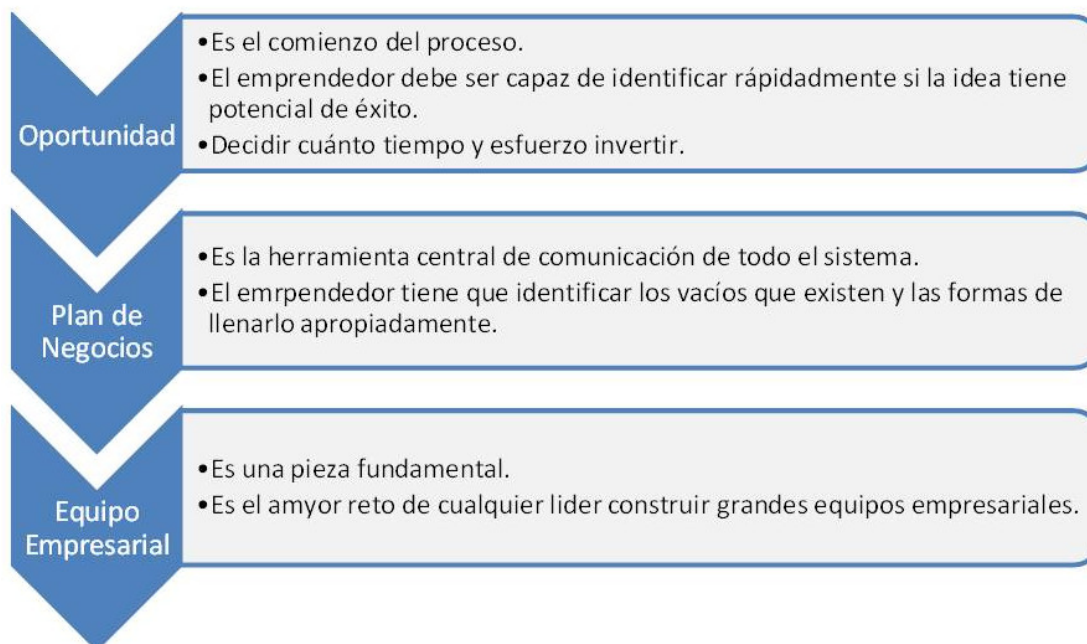 Oportunidad
•Es el comienzo del proceso.
•El emprendedor debe ser capaz de identificar rápidadmente si la idea tiene
potencial de éxito.
•Decidir cuánto tiempo y esfuerzo invertir.
Plan de
Negocios
•Es la herramienta central de comunicación de todo el sistema.
•El emrpendedor tiene que identificar los vacíos que existen y las formas de
llenarlo apropiadamente.
Equipo
Empresarial
•Es una pieza fundamental.
•Es el amyor reto de cualquier lider construir grandes equipos empresariales.